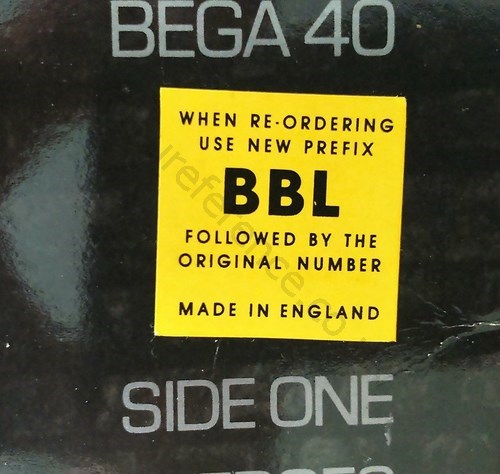 BEGA 40
WHEN RE-ORDERING
USE NEW PREFIX
BBL
FOLLOWED BY THE
ORIGINAL NUMBER
MADE IN ENGLAND
SIDE ONE